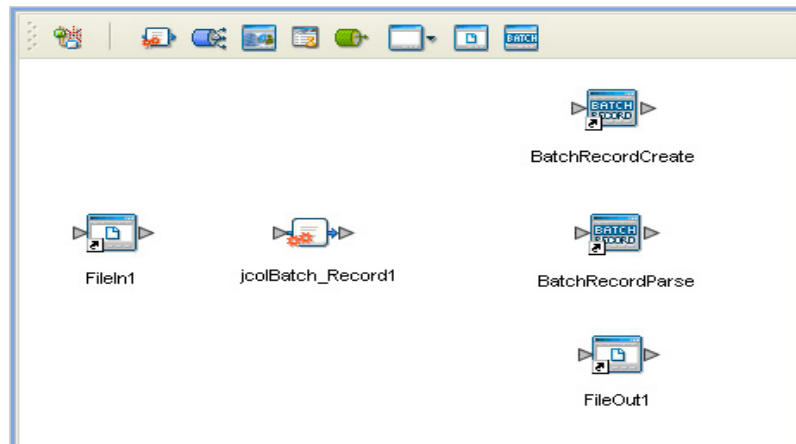 BATCH
BATCH
RECORD
BatchRecordCreate
FileIn1
jcolBatch_Record1
BATCH
RECORD
BatchRecordParse
FileOut1